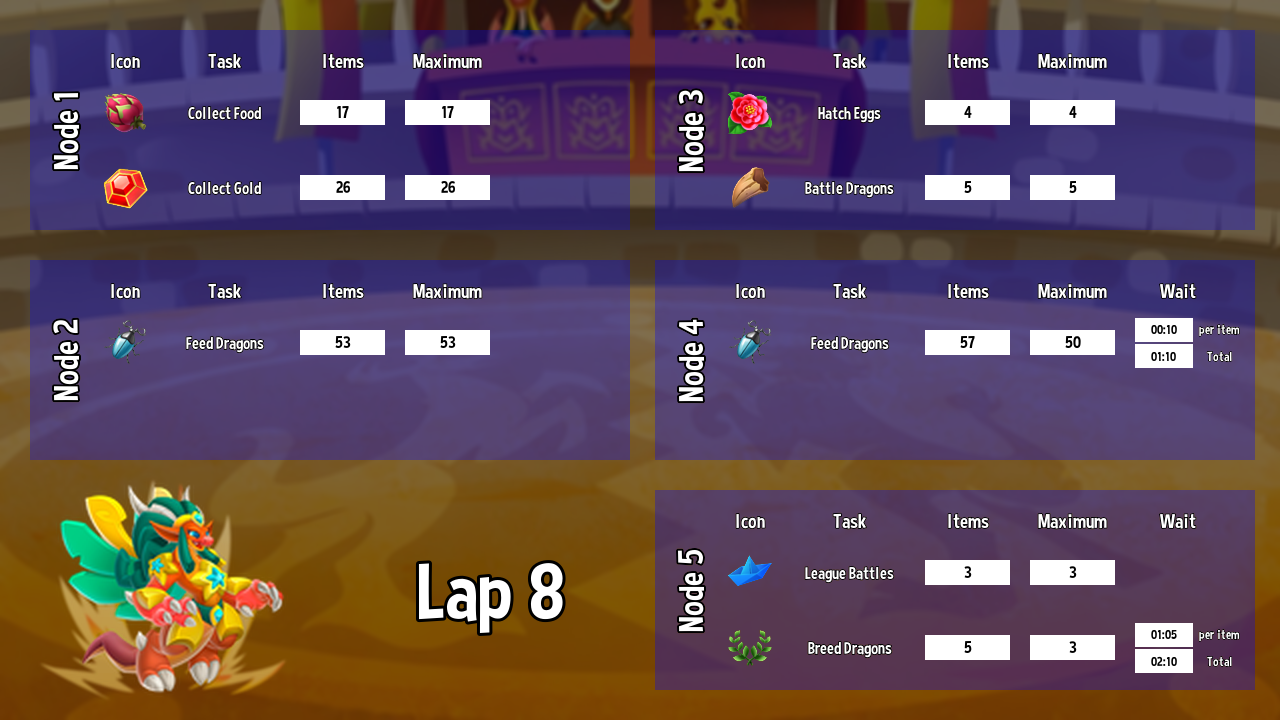 Node 1
Icon Task Items Maximum
Collect Food 17 17
Collect Gold 26 26
Node 2
Icon Task Items Maximum
Feed Dragons 53 53
Node 3
Icon Task Items Maximum
Hatch Eggs 4 4
Battle Dragons 5 5
Node 4
Icon Task Items Maximum Wait
Feed Dragons 57 50 00:10 per item
01:10 Total
Node 5
Icon Task Items Maximum Wait
League Battles 3 3
Breed Dragons 5 3 01:05 per item
02:10 Total
Lap 8